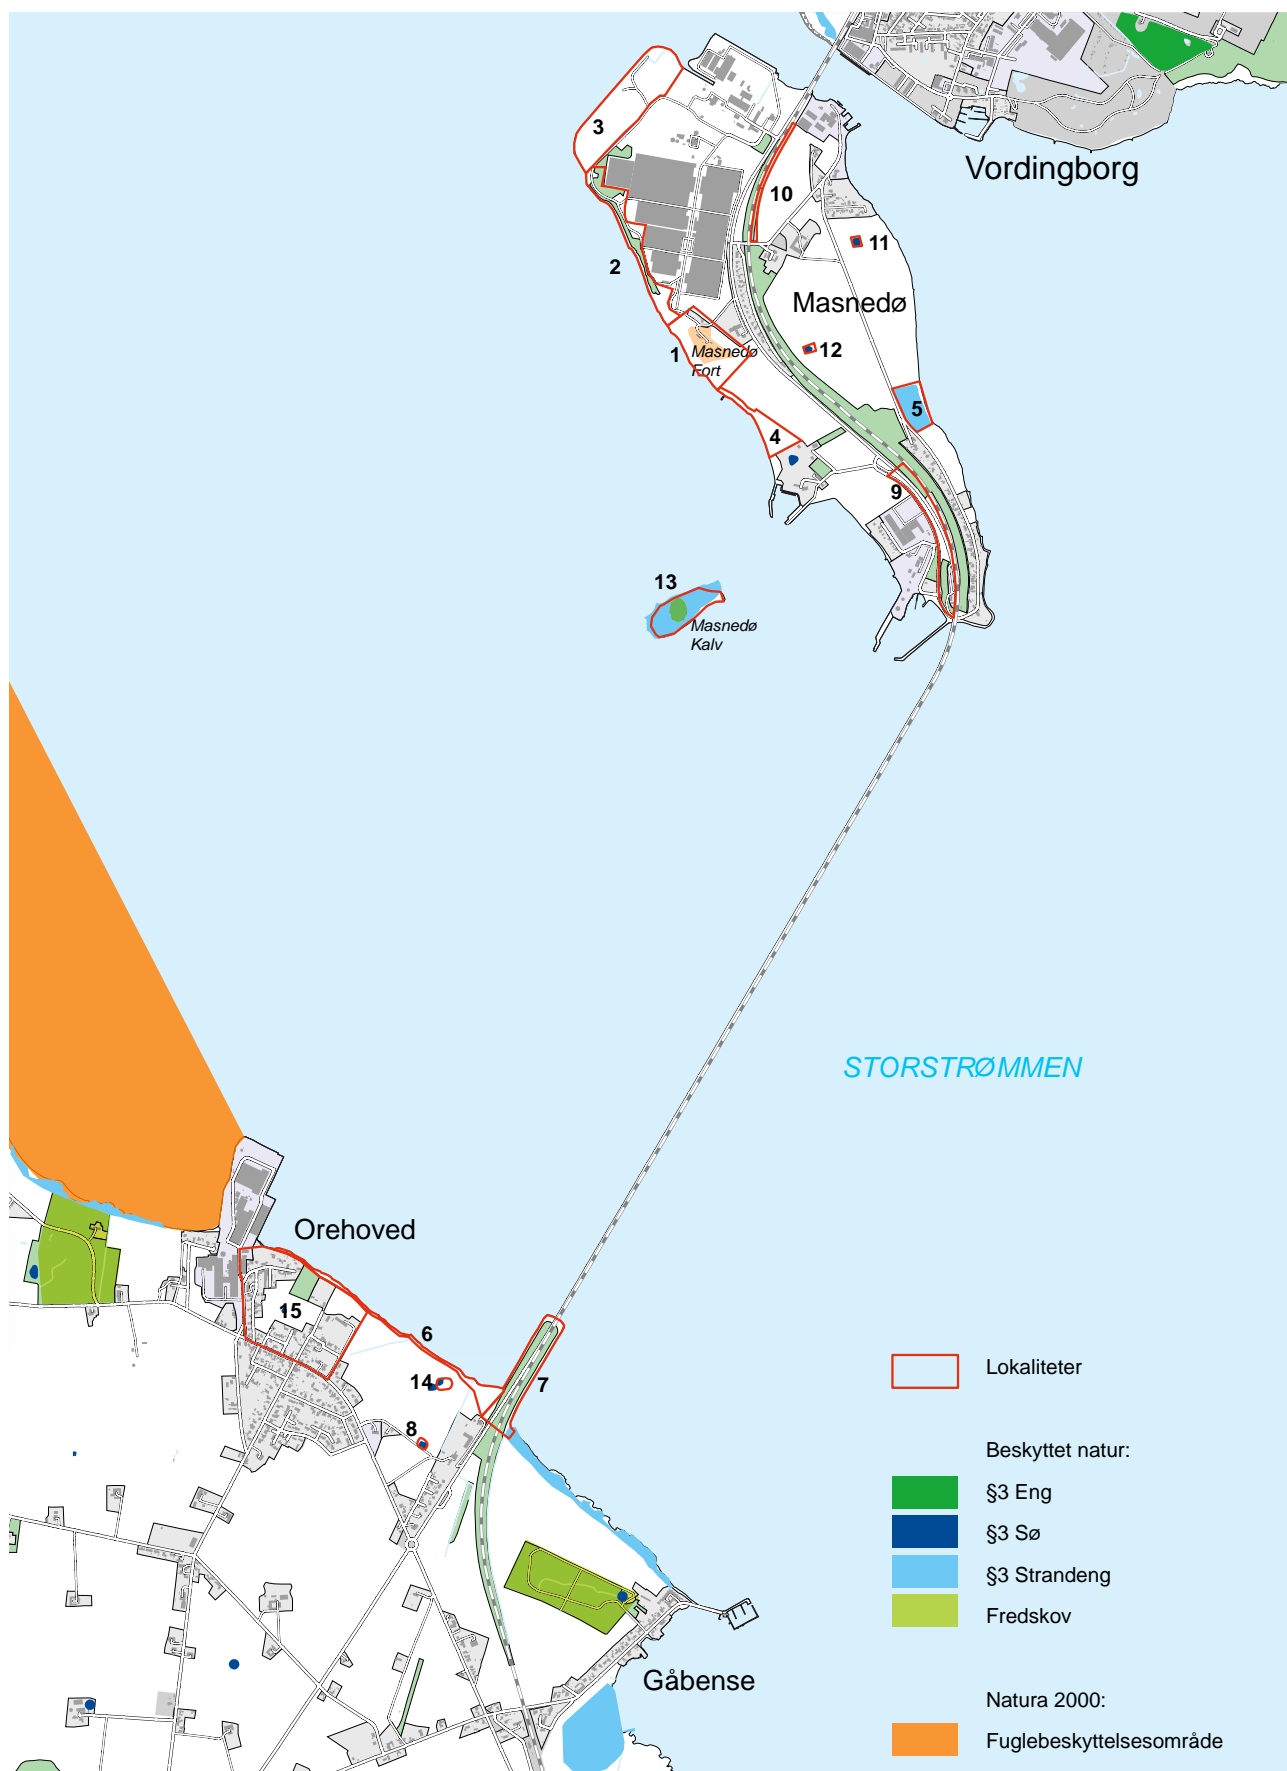 Vordingborg
3
10
11
2
Masnedø
12
1
Masnedø
Fort
5
4
9
13
Masnedø
Kalv
STORSTRØMMEN
Orehoved
15
6
14
7
8
Gåbense
Lokaliteter
Beskyttet natur:
§3 Eng
§3 Sø
§3 Strandeng
Fredskov
Natura 2000:
Fuglebeskyttelsesområde